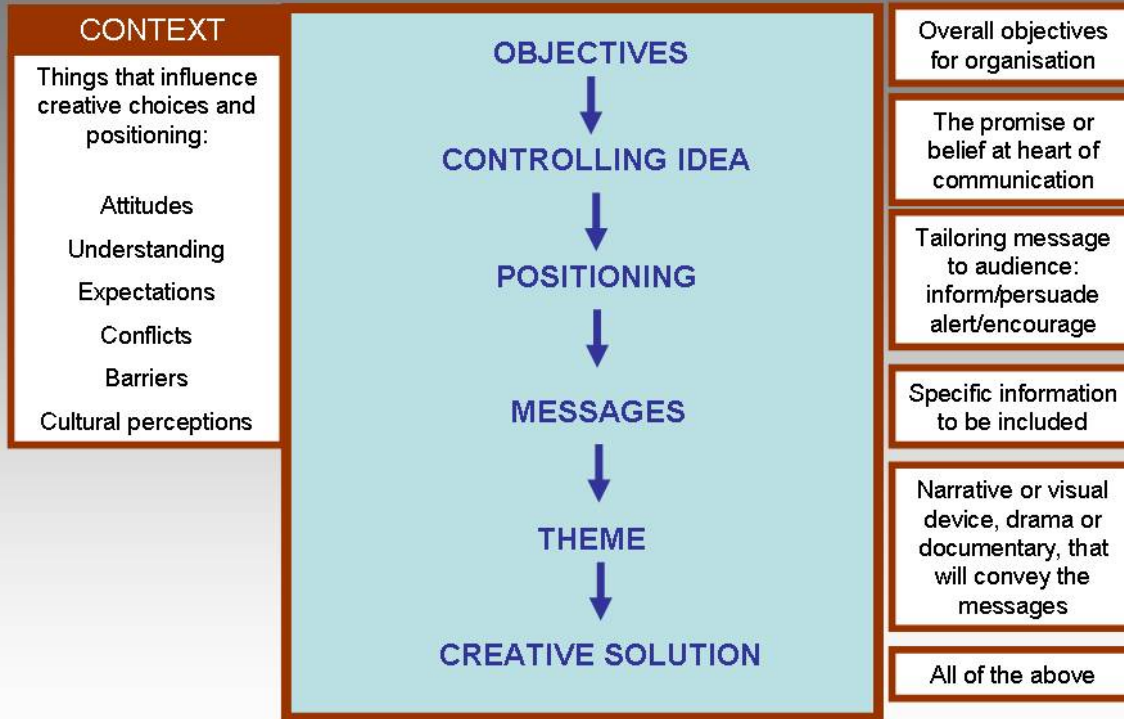 CONTEXT
Things that influence
creative choices and
positioning:
Attitudes
Understanding
Expectations
Conflicts
Barriers
Cultural perceptions
OBJECTIVES
CONTROLLING IDEA
POSITIONING
MESSAGES
THEME
CREATIVE SOLUTION
Overall objectives
for organisation
The promise or
belief at heart of
communication
Tailoring message
to audience:
inform/persuade
alert/encourage
Specific information
to be included
Narrative or visual
device, drama or
documentary, that
will convey the
messages
All of the above